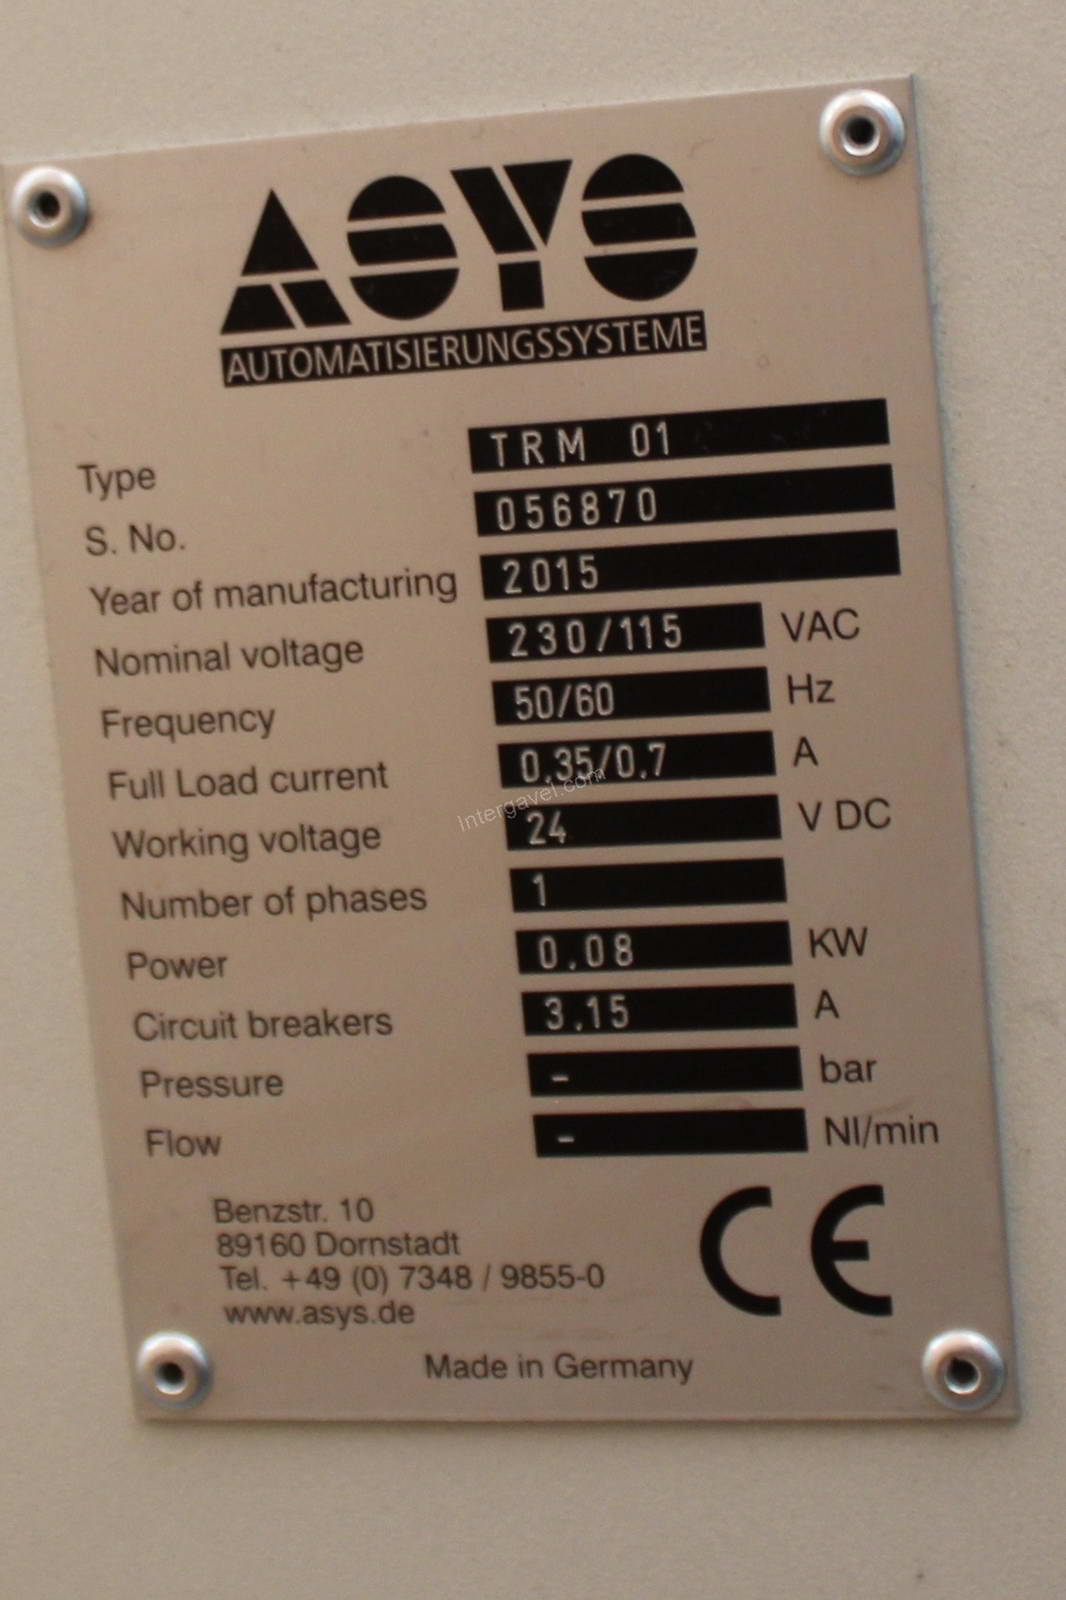 ASYS
AUTOMATISIERUNGSSYSTEME
Type TRM 01
S. No. 056870
Year of manufacturing 2015
Nominal voltage 230/115 VAC
Frequency 50/60 Hz
Full Load current 0.35/0.7 A
Intergavel.com
Working voltage 24 V DC
Number of phases 1
Power 0.08 KW
Circuit breakers 3.15 A
Pressure - bar
Flow - Nl/min
Benzstr. 10
89160 Dornstadt
Tel. +49 (0) 7348 / 9855-0
www.asys.de
CE
Made in Germany